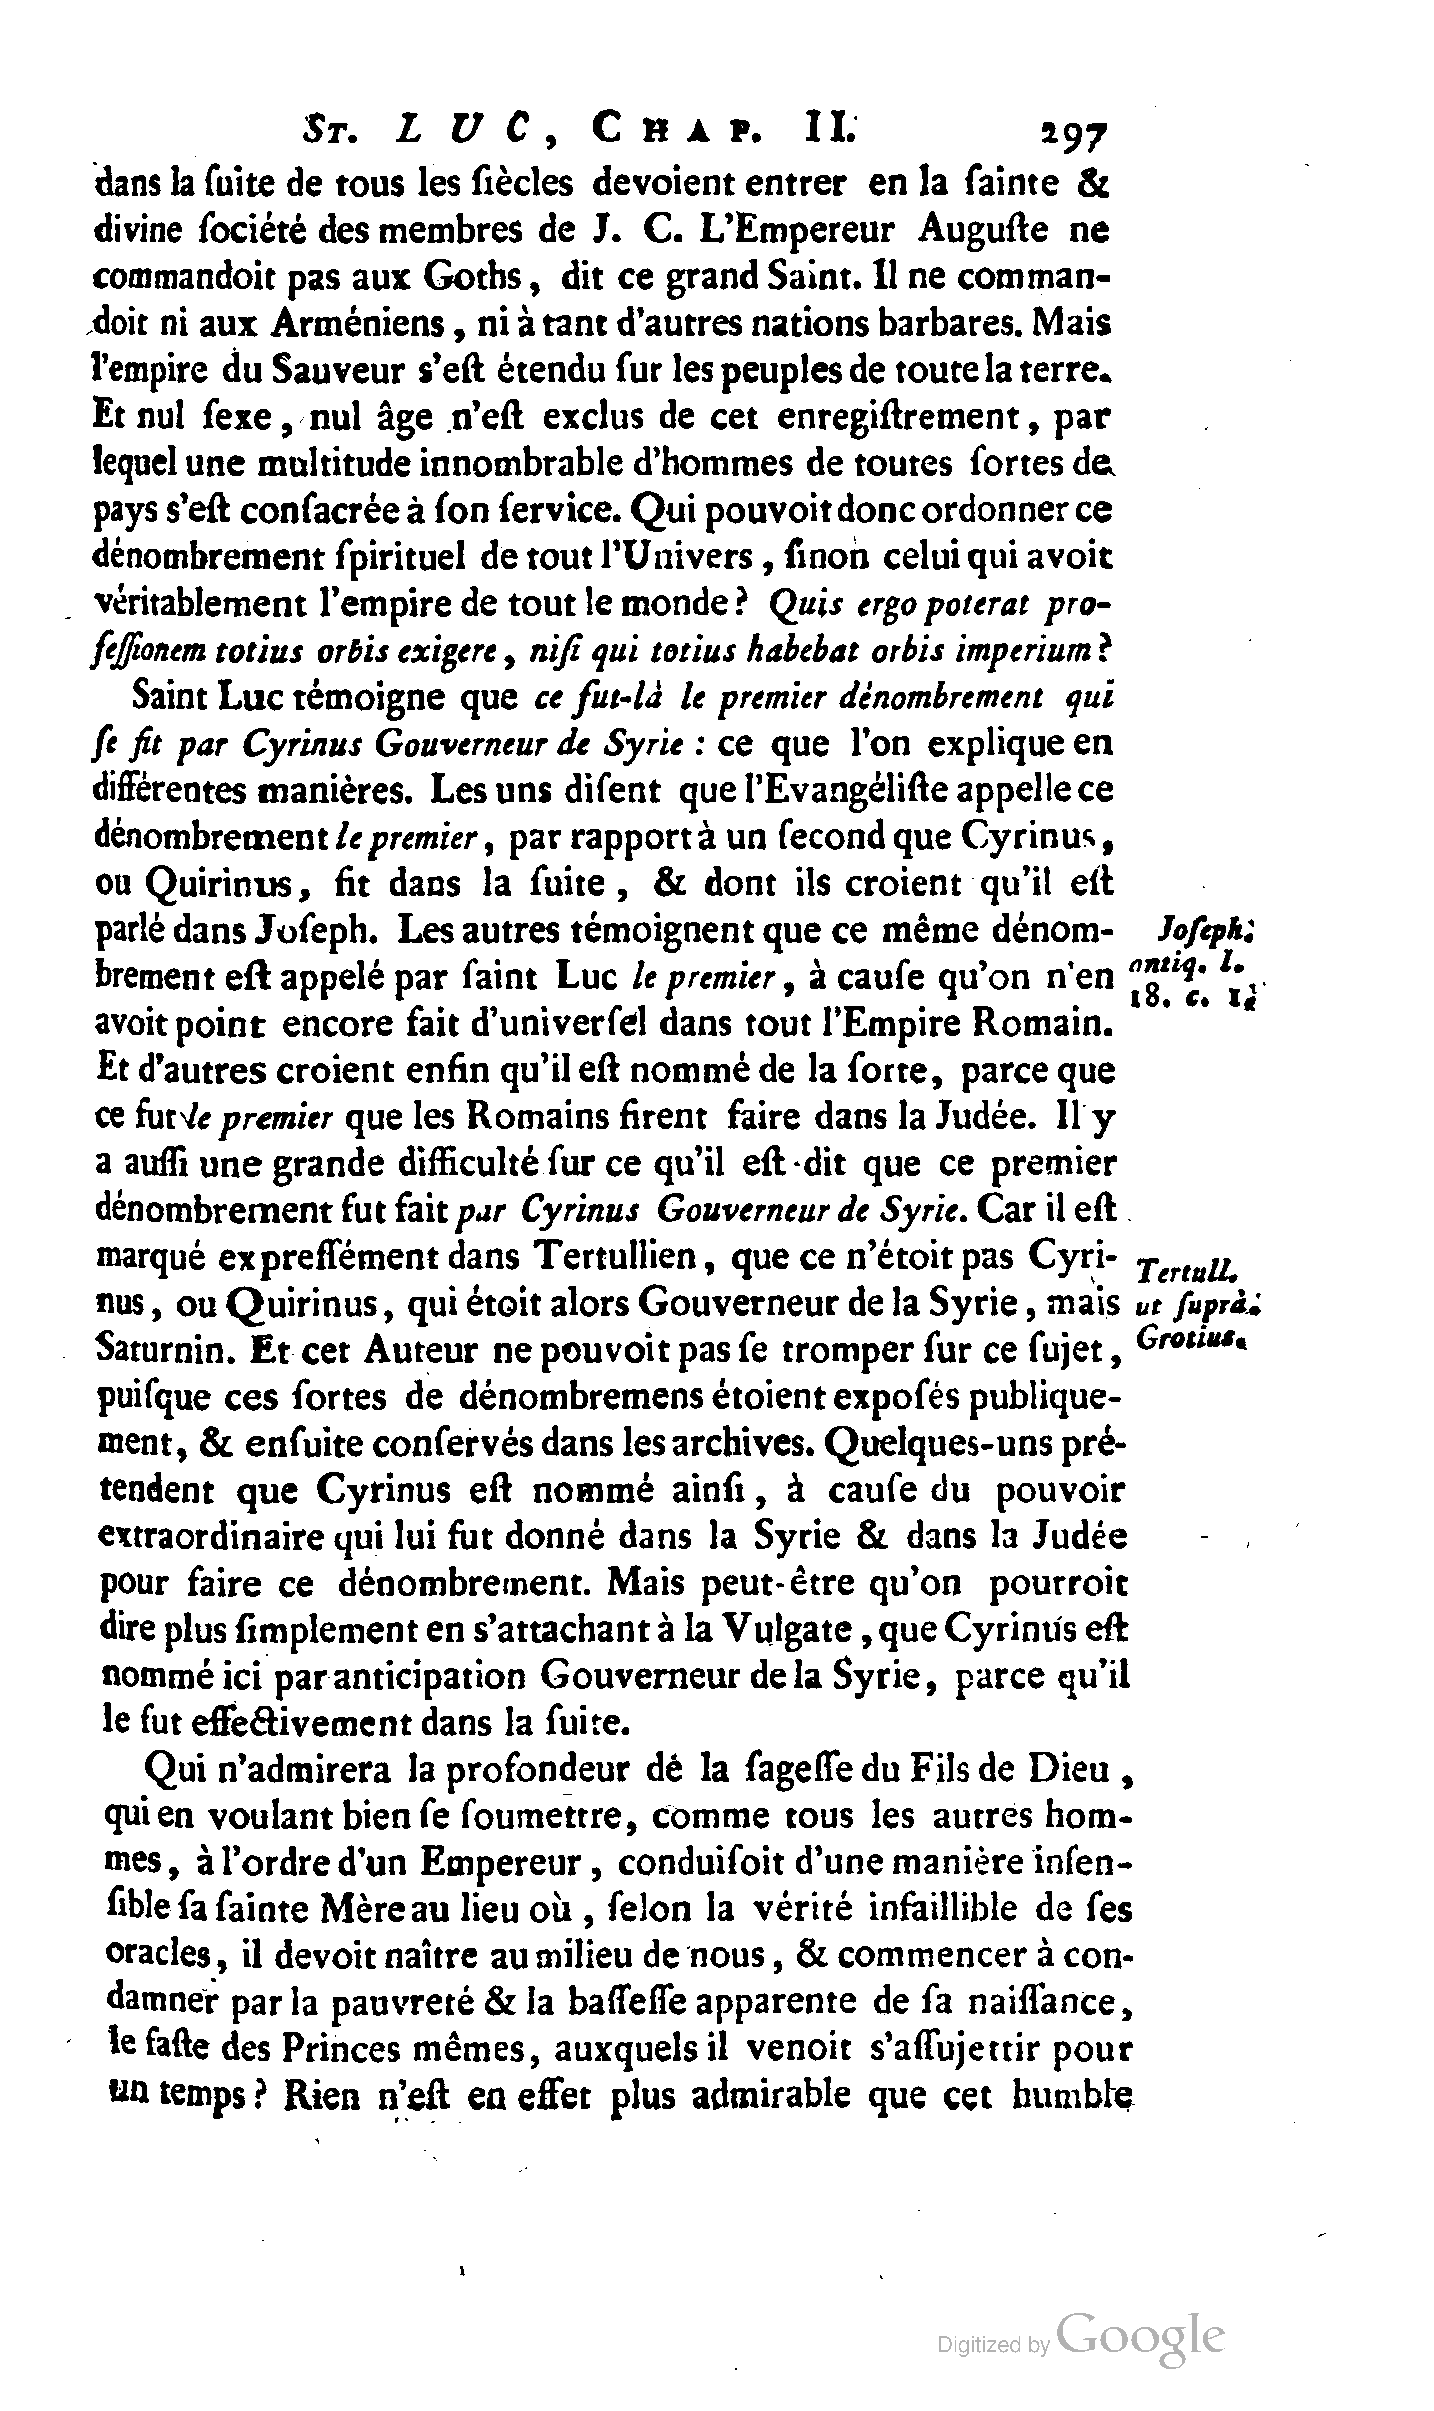 ST. LUC, CHAP. II. 297
dans la ſuite de tous les ſiècles devoient entrer en la ſainte &
divine ſociété des membres de J. C. L'Empereur Auguſte ne
commandoit pas aux Goths, dit ce grand Saint. Il ne comman-
doit ni aux Arméniens, ni à tant d'autres nations barbares. Mais
l'empire du Sauveur s'eſt étendu ſur les peuples de toute la terre.
Et nul ſexe, nul âge n'eſt exclus de cet enregiſtrement, par
lequel une multitude innombrable d'hommes de toutes ſortes de
pays s'eſt conſacrée à ſon ſervice. Qui pouvoit donc ordonner ce
dénombrement ſpirituel de tout l'Univers, ſinon celui qui avoit
véritablement l'empire de tout le monde? Quis ergo poterat pro-
feſſionem totius orbis exigere, niſi qui totius habebat orbis imperium?
Saint Luc témoigne que ce fut-là le premier dénombrement qui
ſe fit par Cyrinus Gouverneur de Syrie : ce que l'on explique en
différentes manières. Les uns diſent que l'Evangéliſte appelle ce
dénombrement le premier, par rapport à un ſecond que Cyrinus,
ou Quirinus, fit dans la ſuite, & dont ils croient qu'il eſt
parlé dans Joſeph. Les autres témoignent que ce même dénom-
brement eſt appelé par ſaint Luc le premier, à cauſe qu'on n'en
avoit point encore fait d'univerſel dans tout l'Empire Romain.
Et d'autres croient enfin qu'il eſt nommé de la ſorte, parce que
ce fut le premier que les Romains firent faire dans la Judée. Il y
a auſſi une grande difficulté ſur ce qu'il eſt dit que ce premier
dénombrement fut fait par Cyrinus Gouverneur de Syrie. Car il eſt
marqué expreſſément dans Tertullien, que ce n'étoit pas Cyri-
nus, ou Quirinus, qui étoit alors Gouverneur de la Syrie, mais
Saturnin. Et cet Auteur ne pouvoit pas ſe tromper ſur ce ſujet,
puiſque ces ſortes de dénombremens étoient expoſés publique-
ment, & enſuite conſervés dans les archives. Quelques-uns pré-
tendent que Cyrinus eſt nommé ainſi, à cauſe du pouvoir
extraordinaire qui lui fut donné dans la Syrie & dans la Judée
pour faire ce dénombrement. Mais peut-être qu'on pourroit
dire plus ſimplement en s'attachant à la Vulgate, que Cyrinus eſt
nommé ici par anticipation Gouverneur de la Syrie, parce qu'il
le fut effectivement dans la ſuite.
Qui n'admirera la profondeur de la ſageſſe du Fils de Dieu,
qui en voulant bien ſe ſoumettre, comme tous les autres hom-
mes, à l'ordre d'un Empereur, conduiſoit d'une manière inſen-
ſible ſa ſainte Mère au lieu où, ſelon la vérité infaillible de ſes
oracles, il devoit naître au milieu de nous, & commencer à con-
damner par la pauvreté & la baſſeſſe apparente de ſa naiſſance,
le faſte des Princes mêmes, auxquels il venoit s'aſſujettir pour
un temps? Rien n'eſt en effet plus admirable que cet humble
Joſeph.
antiq. l.
18. c. 1.
Tertull.
ut ſuprà.
Grotius.
Digitized by Google